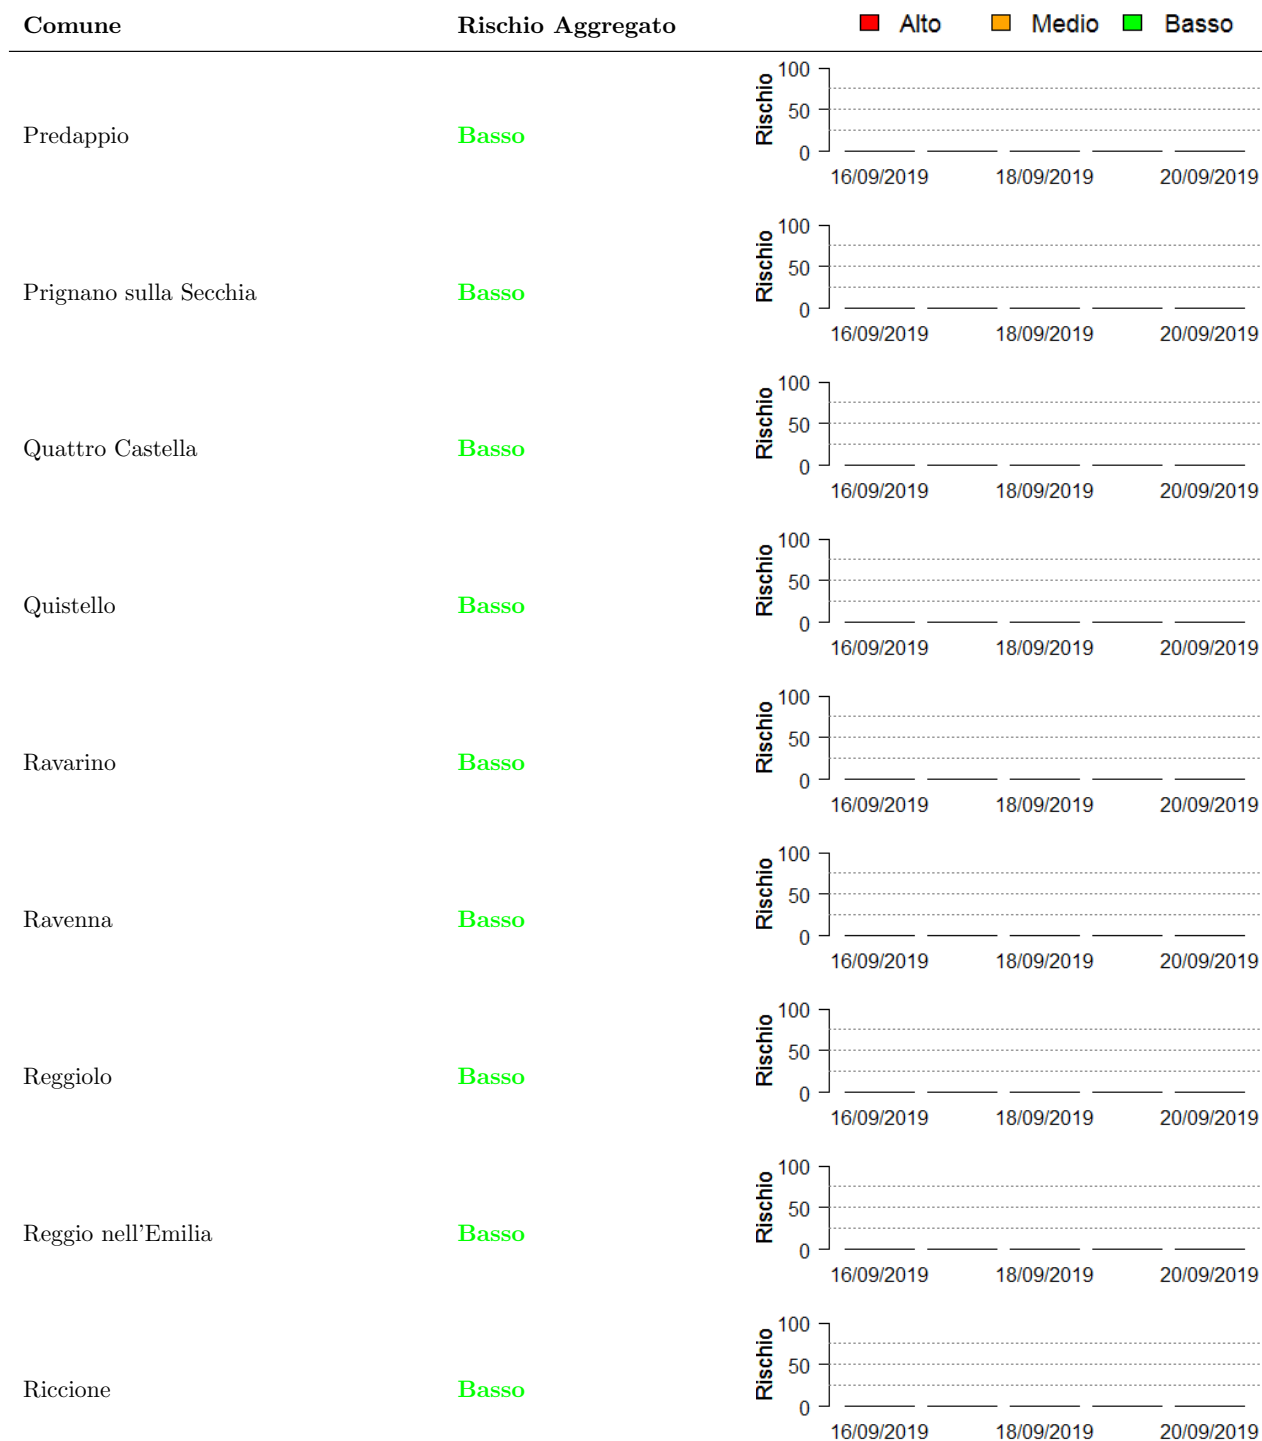 Comune Rischio Aggregato Alto Medio Basso
100
50
0
Rischio
Predappio Basso
16/09/2019 18/09/2019 20/09/2019
100
50
0
Rischio
Prignano sulla Secchia Basso
16/09/2019 18/09/2019 20/09/2019
100
50
0
Rischio
Quattro Castella Basso
16/09/2019 18/09/2019 20/09/2019
100
50
0
Rischio
Quistello Basso
16/09/2019 18/09/2019 20/09/2019
100
50
0
Rischio
Ravarino Basso
16/09/2019 18/09/2019 20/09/2019
100
50
0
Rischio
Ravenna Basso
16/09/2019 18/09/2019 20/09/2019
100
50
0
Rischio
Reggiolo Basso
16/09/2019 18/09/2019 20/09/2019
100
50
0
Rischio
Reggio nell'Emilia Basso
16/09/2019 18/09/2019 20/09/2019
100
50
0
Rischio
Riccione Basso
16/09/2019 18/09/2019 20/09/2019